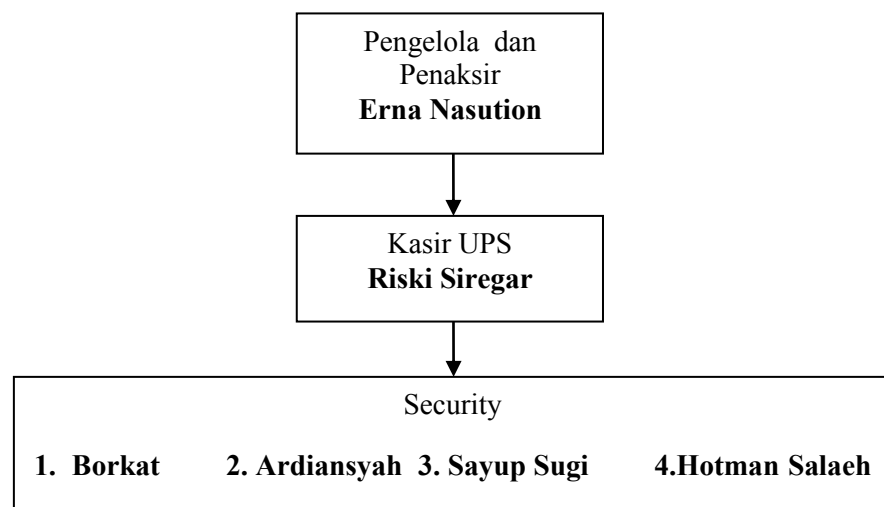 Pengelola dan
Penaksir
Erna Nasution
Kasir UPS
Riski Siregar
Security
1. Borkat 2. Ardiansyah 3. Sayup Sugi 4.Hotman Salaeh